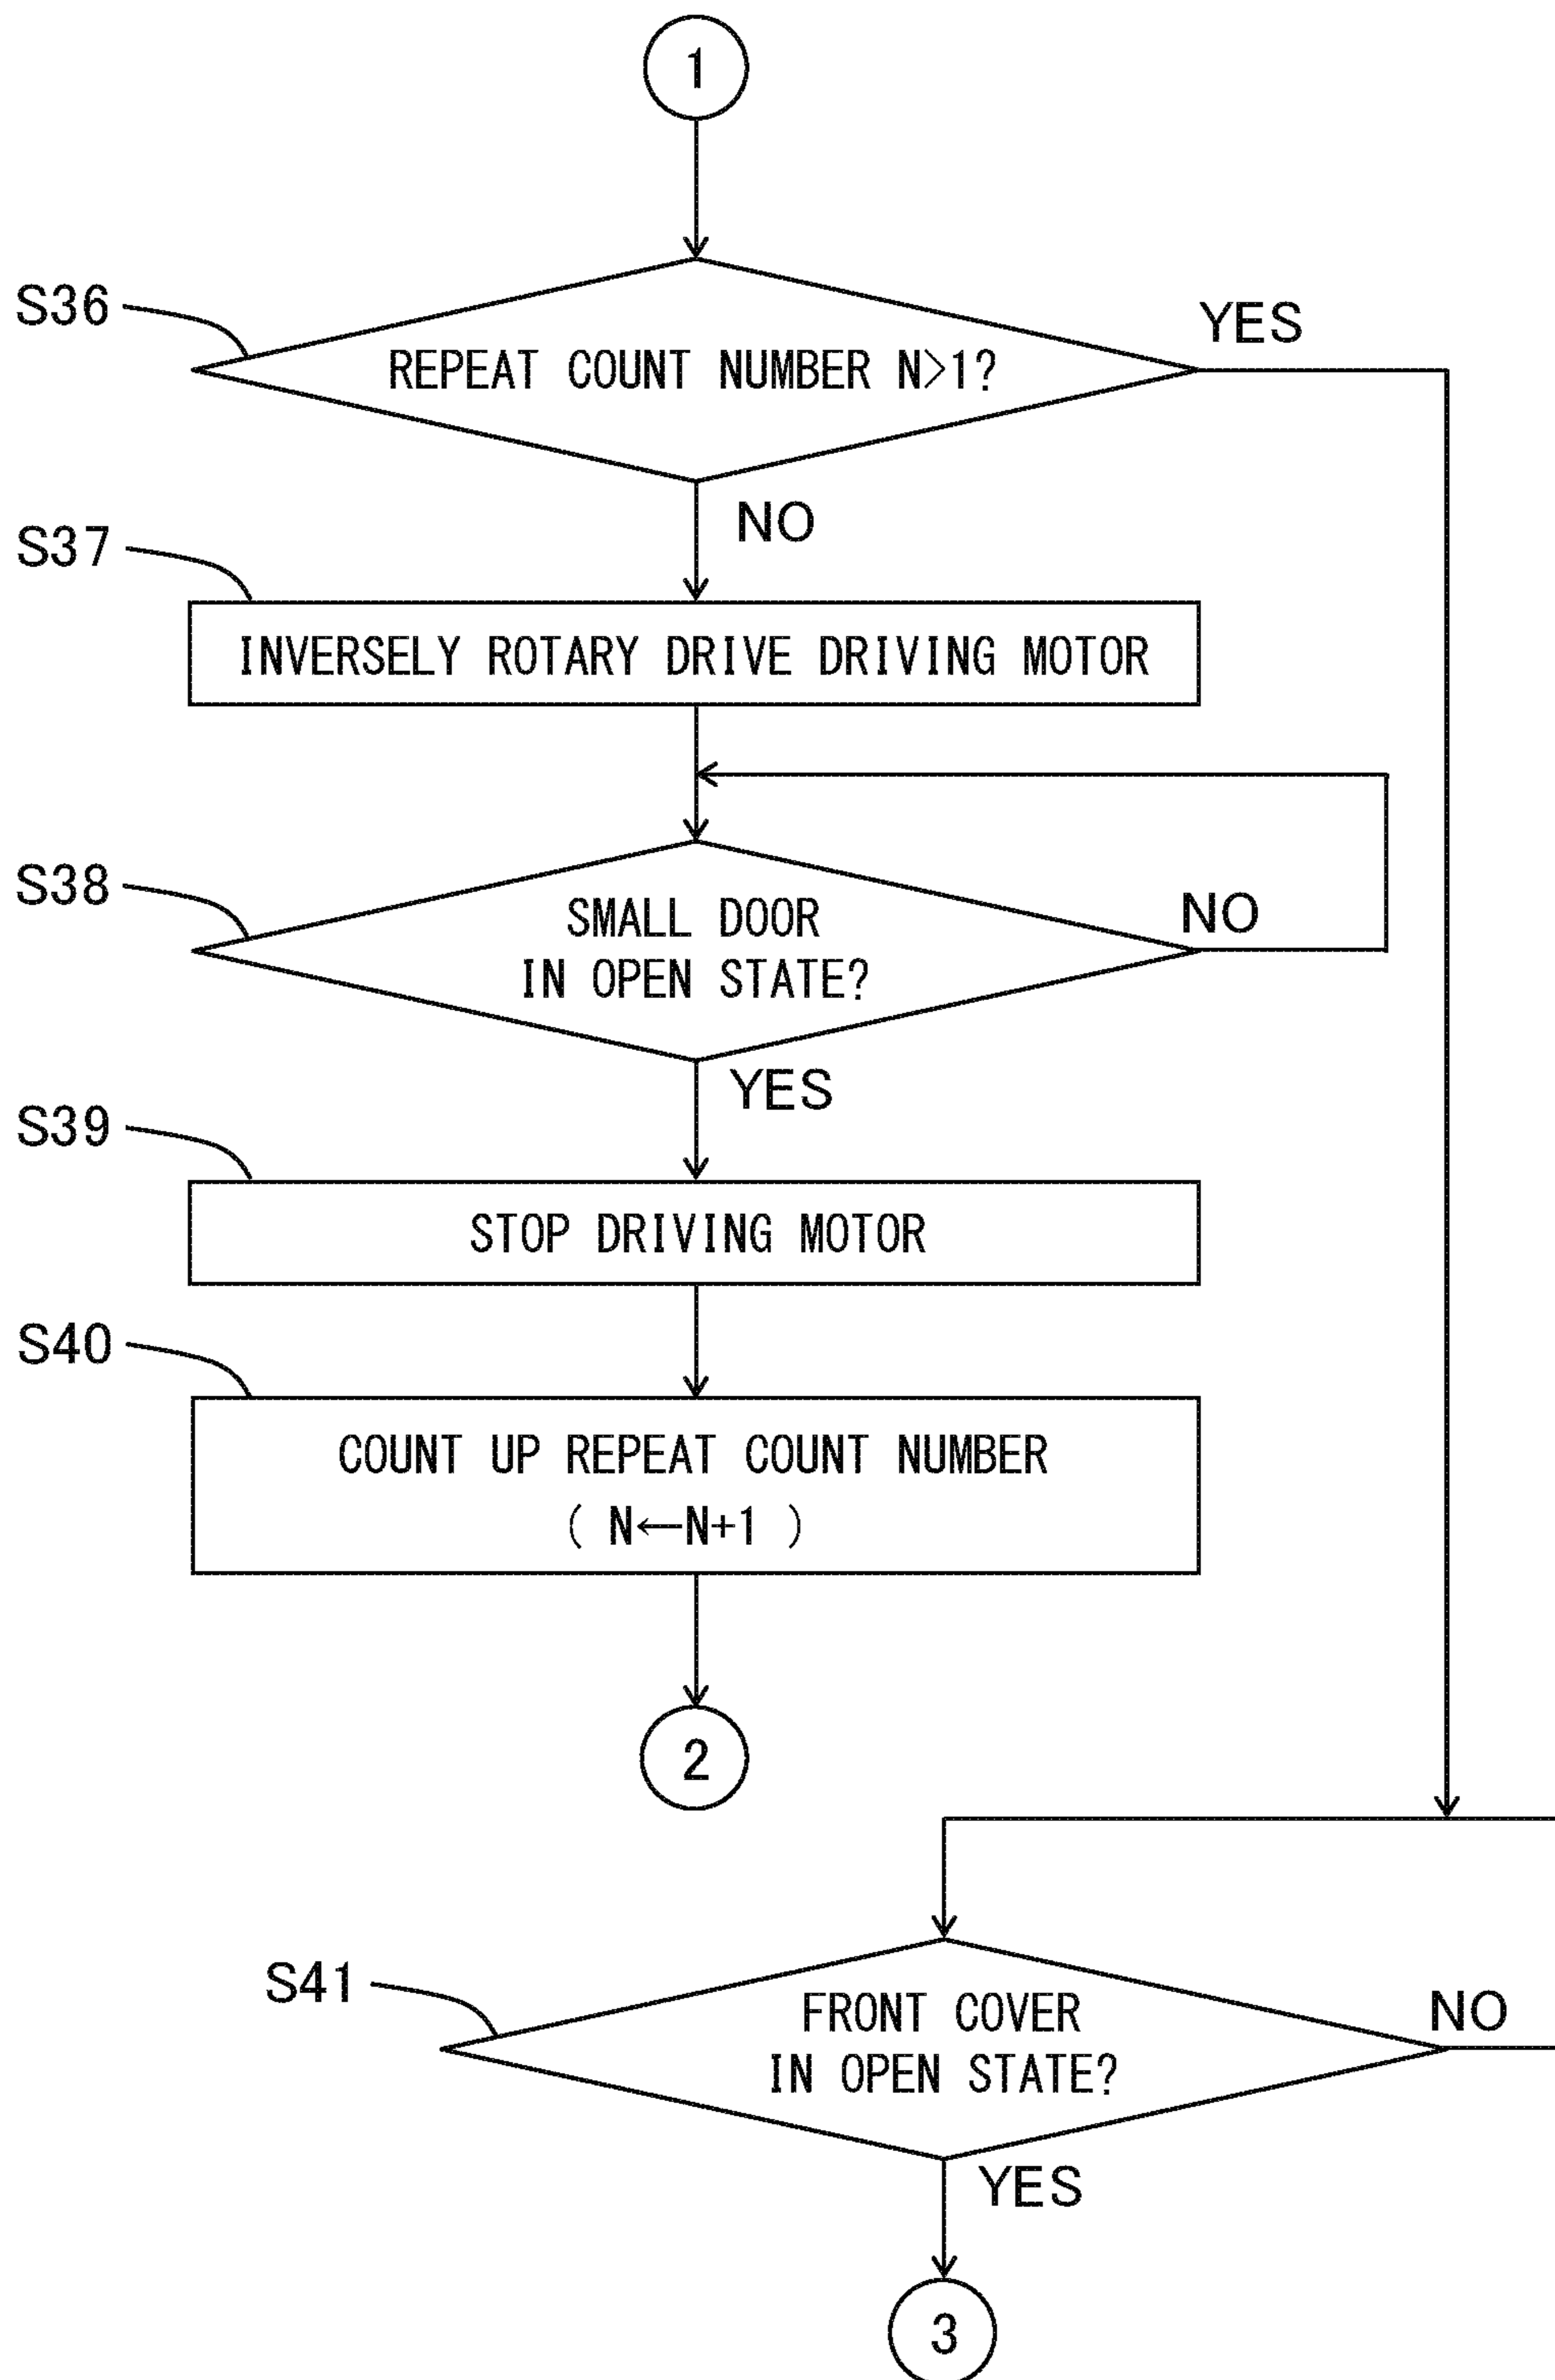 1
S36
REPEAT COUNT NUMBER N>1?
YES
NO
S37
INVERSELY ROTARY DRIVE DRIVING MOTOR
S38
SMALL DOOR
IN OPEN STATE?
NO
YES
S39
STOP DRIVING MOTOR
S40
COUNT UP REPEAT COUNT NUMBER
( N←N+1 )
2
S41
FRONT COVER
IN OPEN STATE?
NO
YES
3